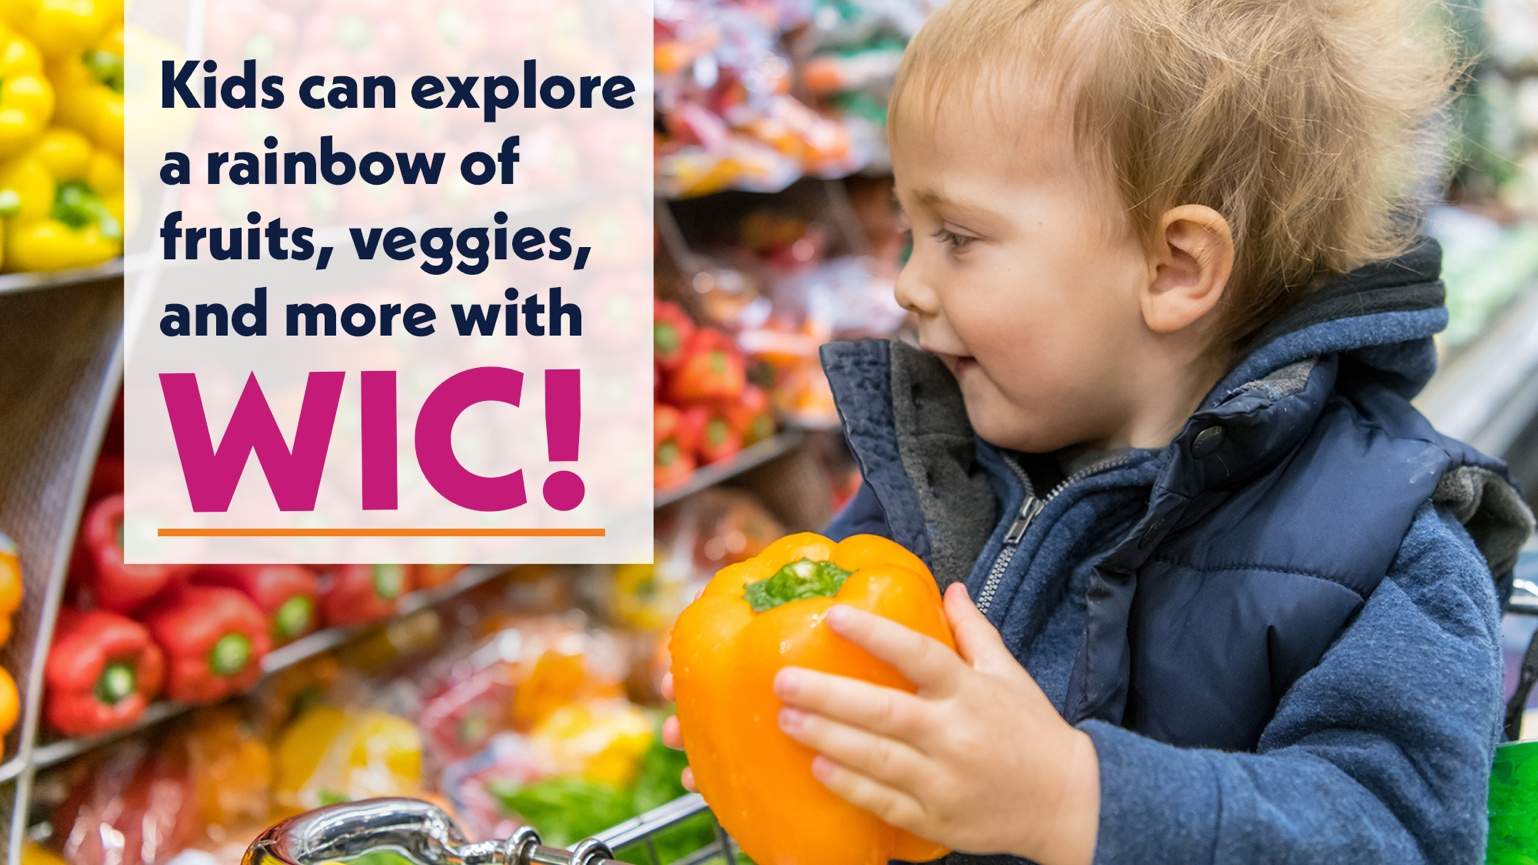 Kids can explore
a rainbow of
fruits, veggies,
and more with
WIC!